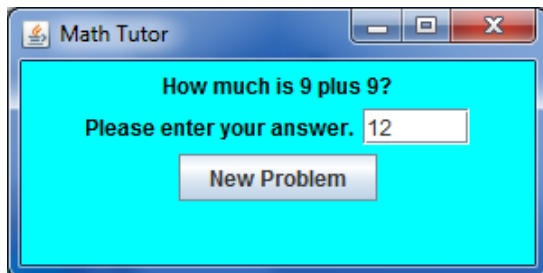 Math Tutor
How much is 9 plus 9?
Please enter your answer. 12
New Problem